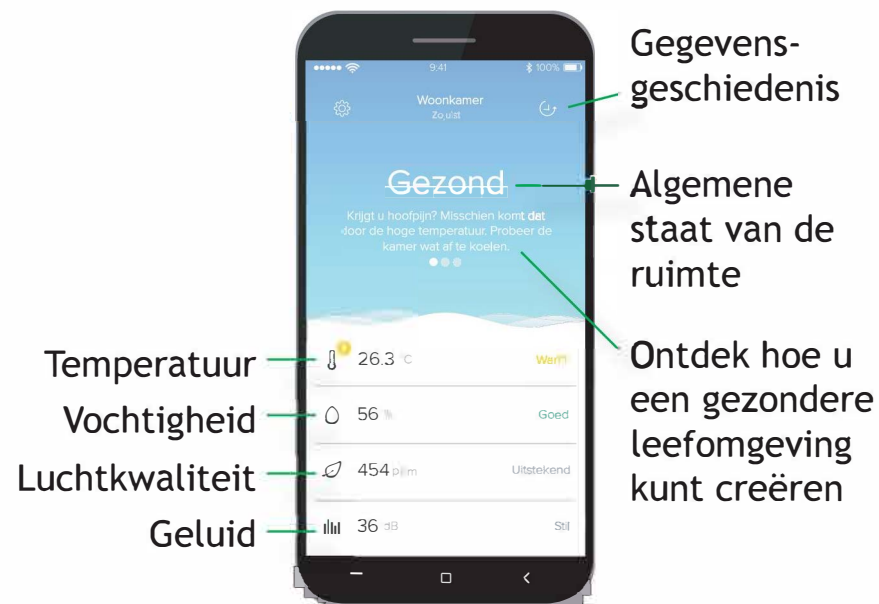 Gegevens-
geschiedenis
9:41
100%
Woonkamer
Gezond
Krijgt u hoofpijn? Misschien komt dat
door de hoge temperatuur. Probeer de
kamer wat af te koelen.
Algemene
staat van de
ruimte
Ontdek hoe u
een gezondere
leefomgeving
kunt creëren
Temperatuur
26.3 °C
Warm
Vochtigheid
56 %
Goed
Luchtkwaliteit
454 ppm
Uitstekend
Geluid
36 dB
Stil